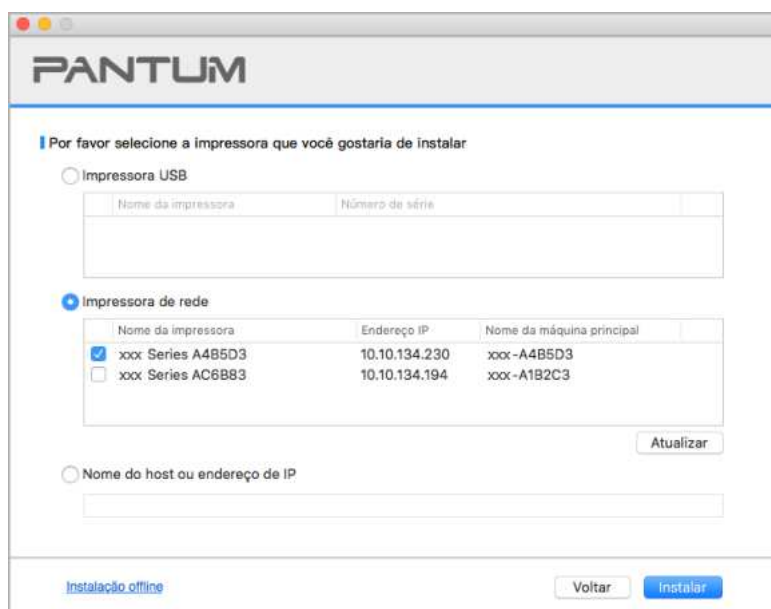 PANTUM
Por favor selecione a impressora que você gostaria de instalar
Impressora USB
Nome da impressora Número de série
Impressora de rede
Nome da impressora Endereço IP Nome da máquina principal
xxx Series A4B5D3 10.10.134.230 xxx-A4B5D3
xxx Series AC6B83 10.10.134.194 xxx-A1B2C3
Atualizar
Nome do host ou endereço de IP
Instalação offline Voltar Instalar